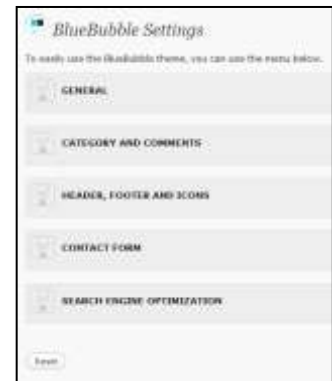 BlueBubble Settings
To easily use the BlueBubble theme, you can use the menu below.
GENERAL
CATEGORY AND COMMENTS
HEADER, FOOTER AND ICONS
CONTACT FORM
SEARCH ENGINE OPTIMIZATION